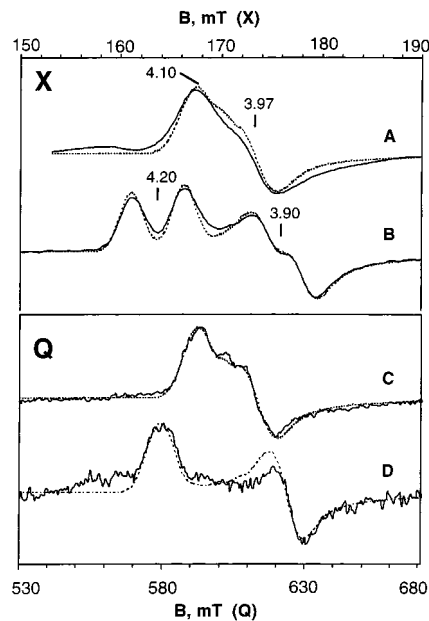 B, mT (X)
150 160 170 180 190
X
4.10
3.97
A
4.20
3.90
B
Q
C
D
530 580 630 680
B, mT (Q)